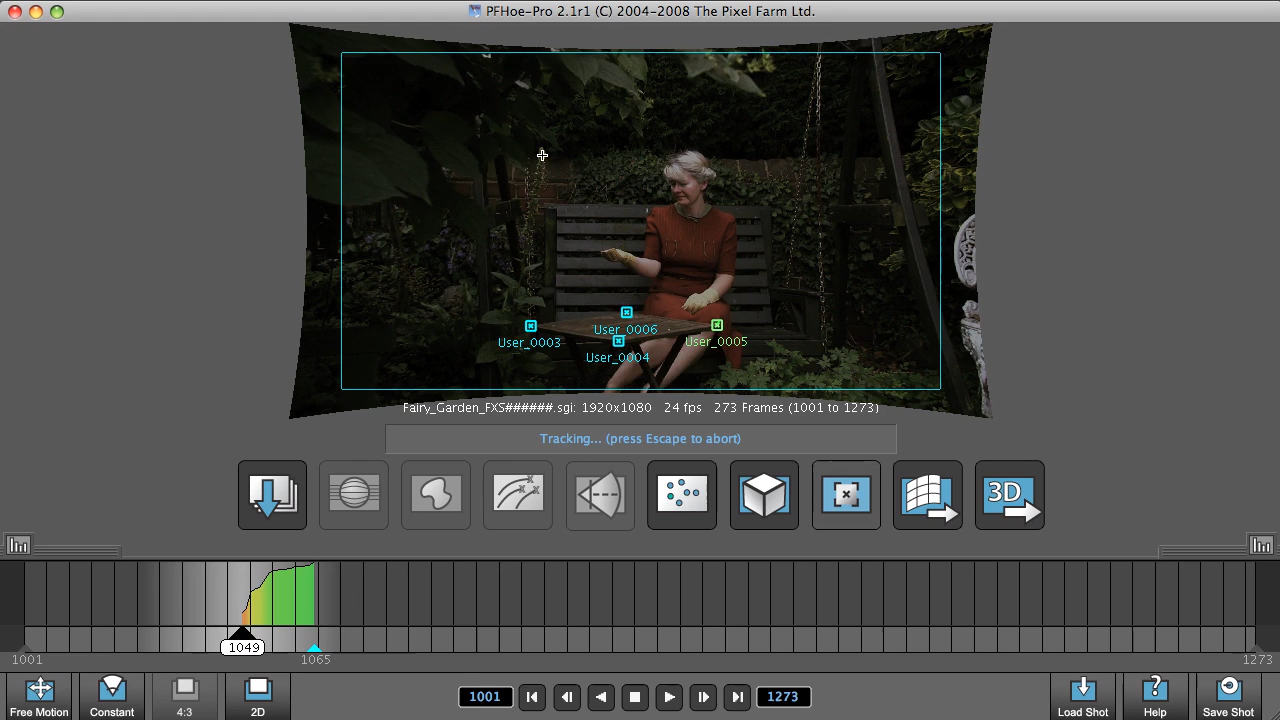 PFHoe-Pro 2.1r1 (C) 2004-2008 The Pixel Farm Ltd.
User_0006
User_0003
User_0005
User_0004
Fairy_Garden_FXS######.sgi: 1920x1080 24 fps 273 Frames (1001 to 1273)
Tracking... (press Escape to abort)
3D
1049
1001
1065
1273
1001
1273
Free Motion
Constant
4:3
2D
Load Shot
?
Help
Save Shot